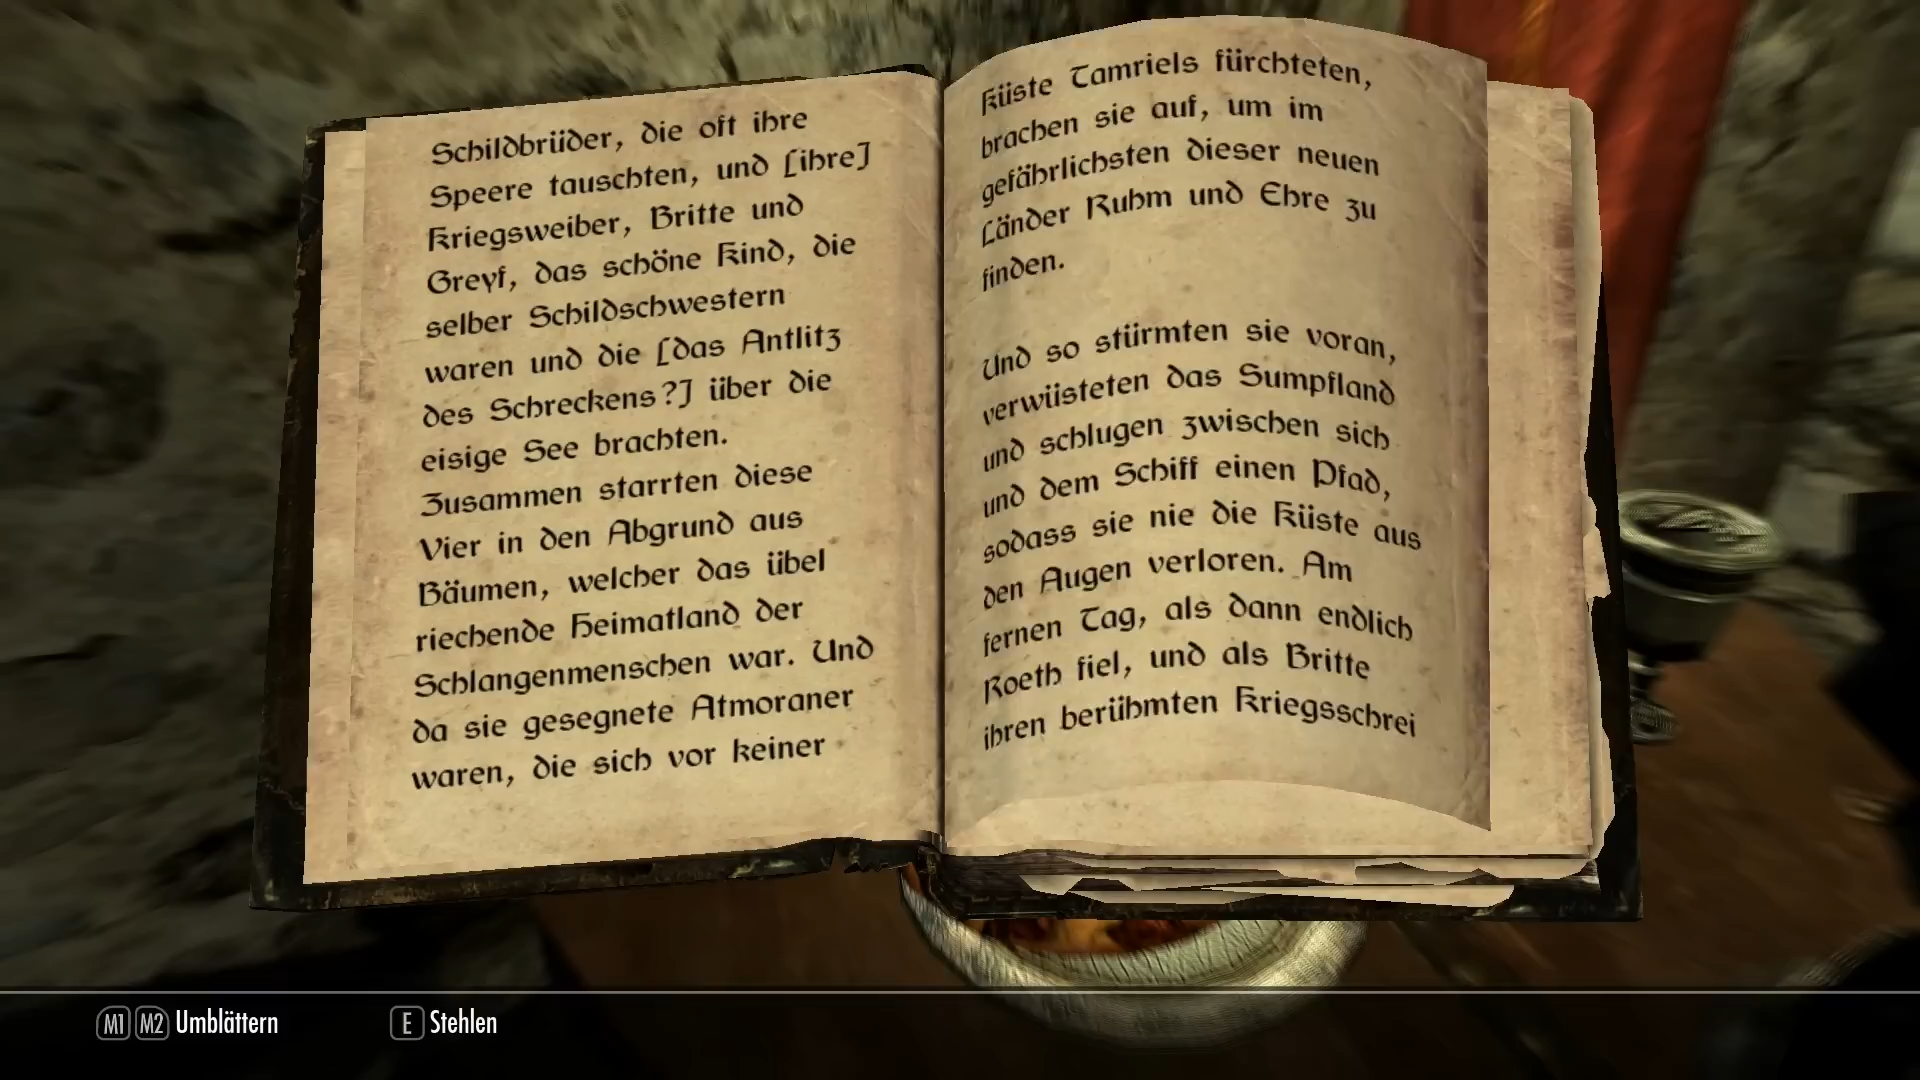 Schildbrüder, die oft ihre
Speere tauschten, und [ihre]
Kriegsweiber, Britte und
Greyf, das schöne Kind, die
selber Schildschwestern
waren und die [das Antlitz
des Schreckens?] über die
eisige See brachten.
Zusammen starrten diese
Vier in den Abgrund aus
Bäumen, welcher das übel
riechende Heimatland der
Schlangenmenschen war. Und
da sie gesegnete Atmoraner
waren, die sich vor keiner
Küste Tamriels fürchteten,
brachen sie auf, um im
gefährlichsten dieser neuen
Länder Ruhm und Ehre zu
finden.
Und so stürmten sie voran,
verwüsteten das Sumpfland
und schlugen zwischen sich
und dem Schiff einen Pfad,
sodass sie nie die Küste aus
den Augen verloren. Am
fernen Tag, als dann endlich
Roeth fiel, und als Britte
ihren berühmten Kriegsschrei
M1 M2 Umblättern
E Stehlen